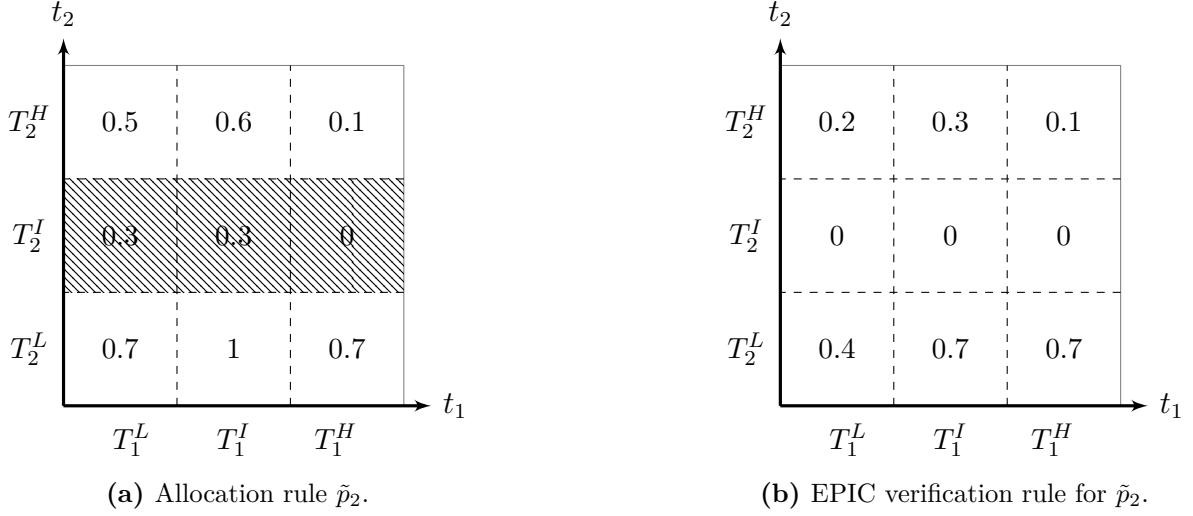 t₂ t₂
T₂ᴴ 0.5 0.6 0.1 T₂ᴴ 0.2 0.3 0.1
T₂ᴵ 0.3 0.3 0 T₂ᴵ 0 0 0
T₂ᴸ 0.7 1 0.7 T₂ᴸ 0.4 0.7 0.7
t₁ t₁
T₁ᴸ T₁ᴵ T₁ᴴ T₁ᴸ T₁ᴵ T₁ᴴ
(a) Allocation rule p̃₂. (b) EPIC verification rule for p̃₂.